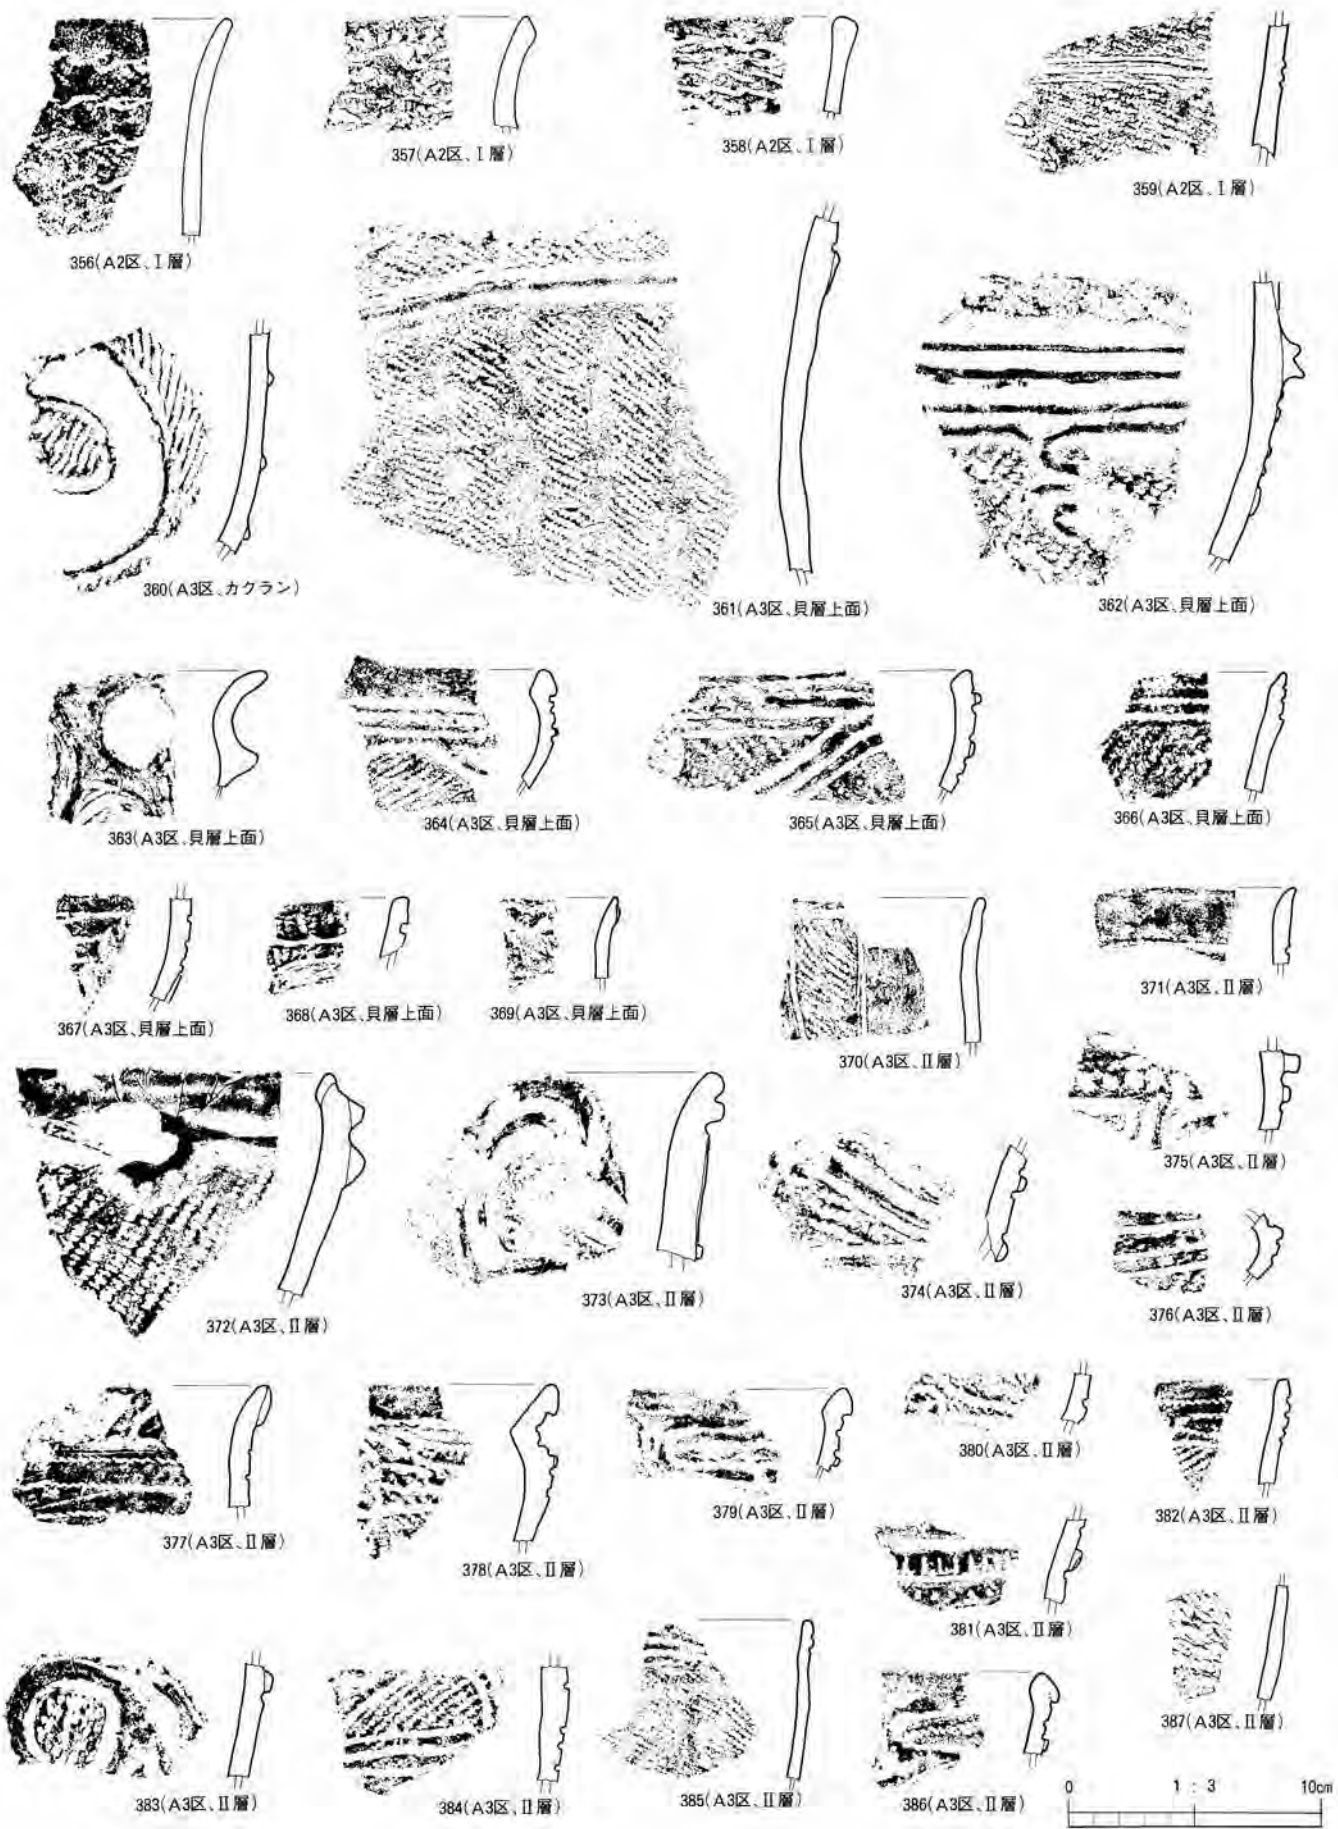 356(A2区、I層)
357(A2区、I層)
358(A2区、I層)
359(A2区、I層)
360(A3区、カクラン)
361(A3区、貝層上面)
362(A3区、貝層上面)
363(A3区、貝層上面)
364(A3区、貝層上面)
365(A3区、貝層上面)
366(A3区、貝層上面)
367(A3区、貝層上面)
368(A3区、貝層上面)
369(A3区、貝層上面)
370(A3区、II層)
371(A3区、II層)
372(A3区、II層)
373(A3区、II層)
374(A3区、II層)
375(A3区、II層)
376(A3区、II層)
377(A3区、II層)
378(A3区、II層)
379(A3区、II層)
380(A3区、II層)
381(A3区、II層)
382(A3区、II層)
383(A3区、II層)
384(A3区、II層)
385(A3区、II層)
386(A3区、II層)
387(A3区、II層)
0 1 : 3 10cm